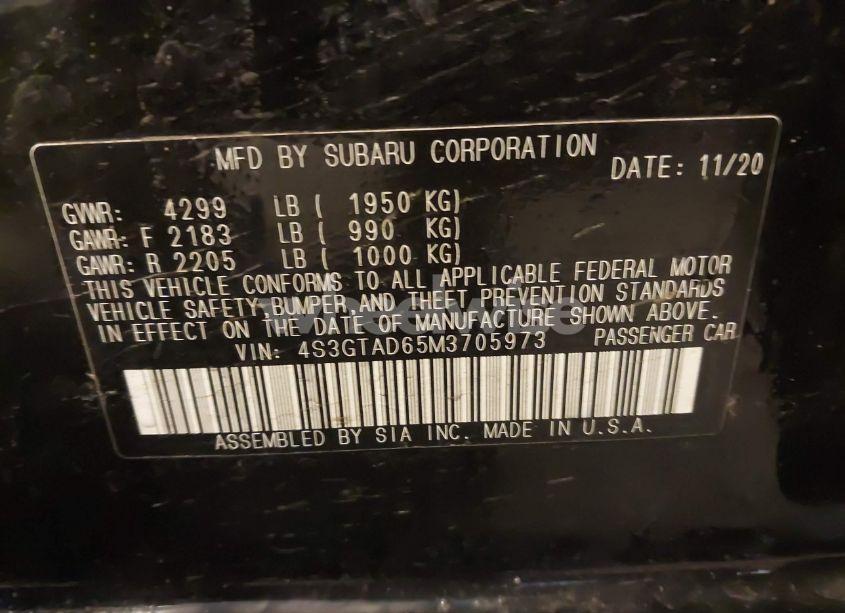 MFD BY SUBARU CORPORATION
DATE: 11/20
GVWR: 4299 LB ( 1950 KG)
GAWR: F 2183 LB ( 990 KG)
GAWR: R 2205 LB ( 1000 KG)
THIS VEHICLE CONFORMS TO ALL APPLICABLE FEDERAL MOTOR
VEHICLE SAFETY,BUMPER,AND THEFT PREVENTION STANDARDS
IN EFFECT ON THE DATE OF MANUFACTURE SHOWN ABOVE.
VIN: 4S3GTAD65M3705973 PASSENGER CAR
ASSEMBLED BY SIA INC. MADE IN U.S.A.